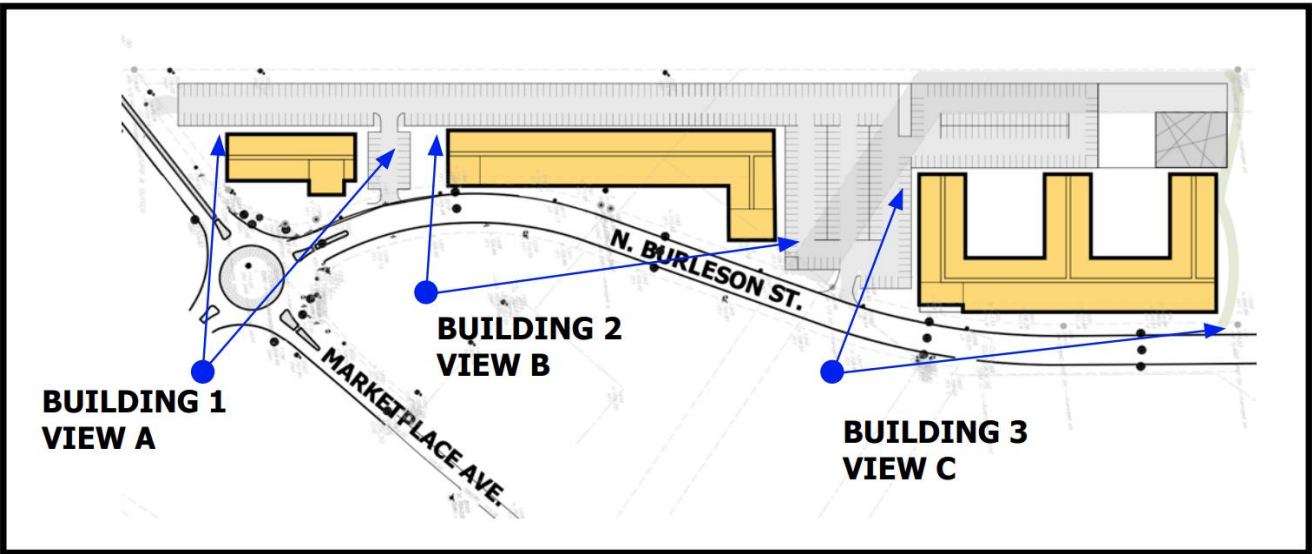 N. BURLESON ST.
BUILDING 2
VIEW B
MARKETPLACE AVE.
BUILDING 1
VIEW A
BUILDING 3
VIEW C